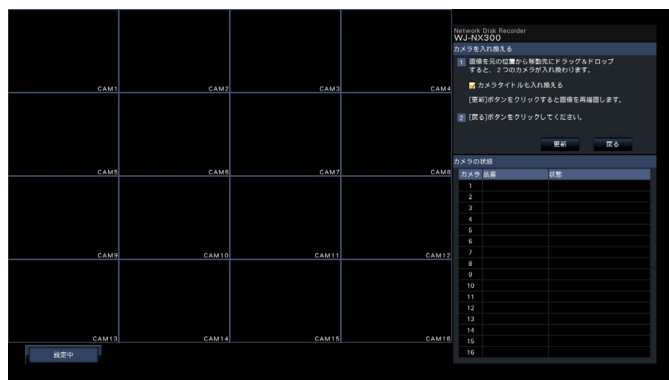 CAM1
CAM2
CAM3
CAM4
CAM5
CAM6
CAM7
CAM8
CAM9
CAM10
CAM11
CAM12
CAM13
CAM14
CAM15
CAM16
設定中
Network Disk Recorder
WJ-NX300
カメラを入れ換える
1 画像を元の位置から移動先にドラッグ&ドロップ
すると、2つのカメラが入れ換わります。
カメラタイトルも入れ換える
[更新]ボタンをクリックすると画像を再描画します。
2 [戻る]ボタンをクリックしてください。
更新 戻る
カメラの状態
カメラ 品番 状態
1
2
3
4
5
6
7
8
9
10
11
12
13
14
15
16